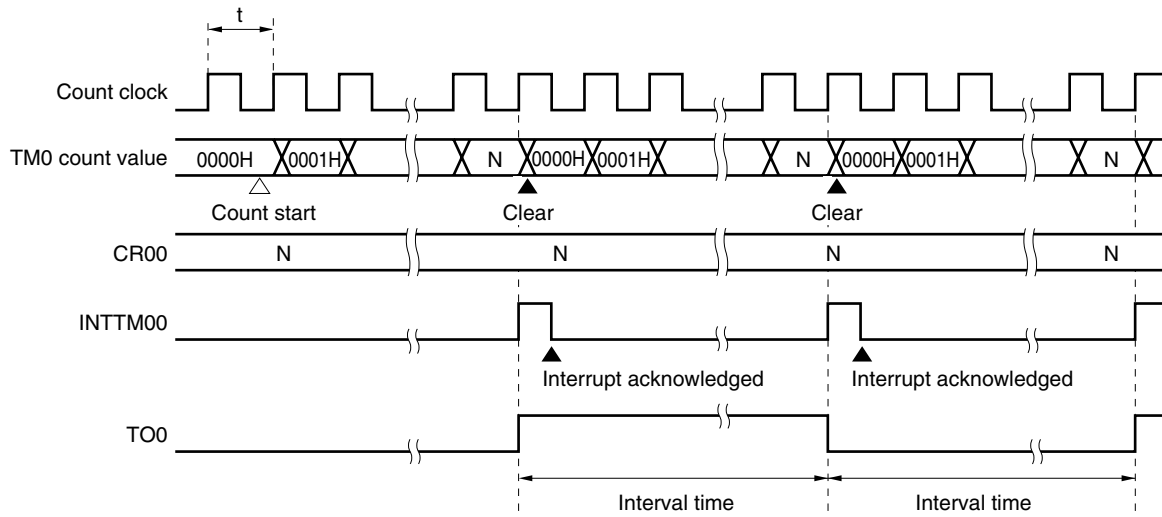 t
Count clock
TM0 count value 0000H 0001H N 0000H 0001H N 0000H 0001H N
Count start Clear Clear
CR00 N N N N
INTTM00
Interrupt acknowledged Interrupt acknowledged
TO0
Interval time Interval time